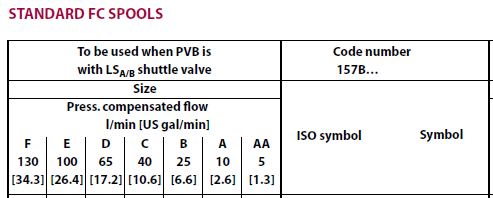 STANDARD FC SPOOLS
To be used when PVB is
with LSA/B shuttle valve
Code number
157B...
Size
Press. compensated flow
l/min [US gal/min]
ISO symbol
Symbol
F E D C B A AA
130 100 65 40 25 10 5
[34.3] [26.4] [17.2] [10.6] [6.6] [2.6] [1.3]